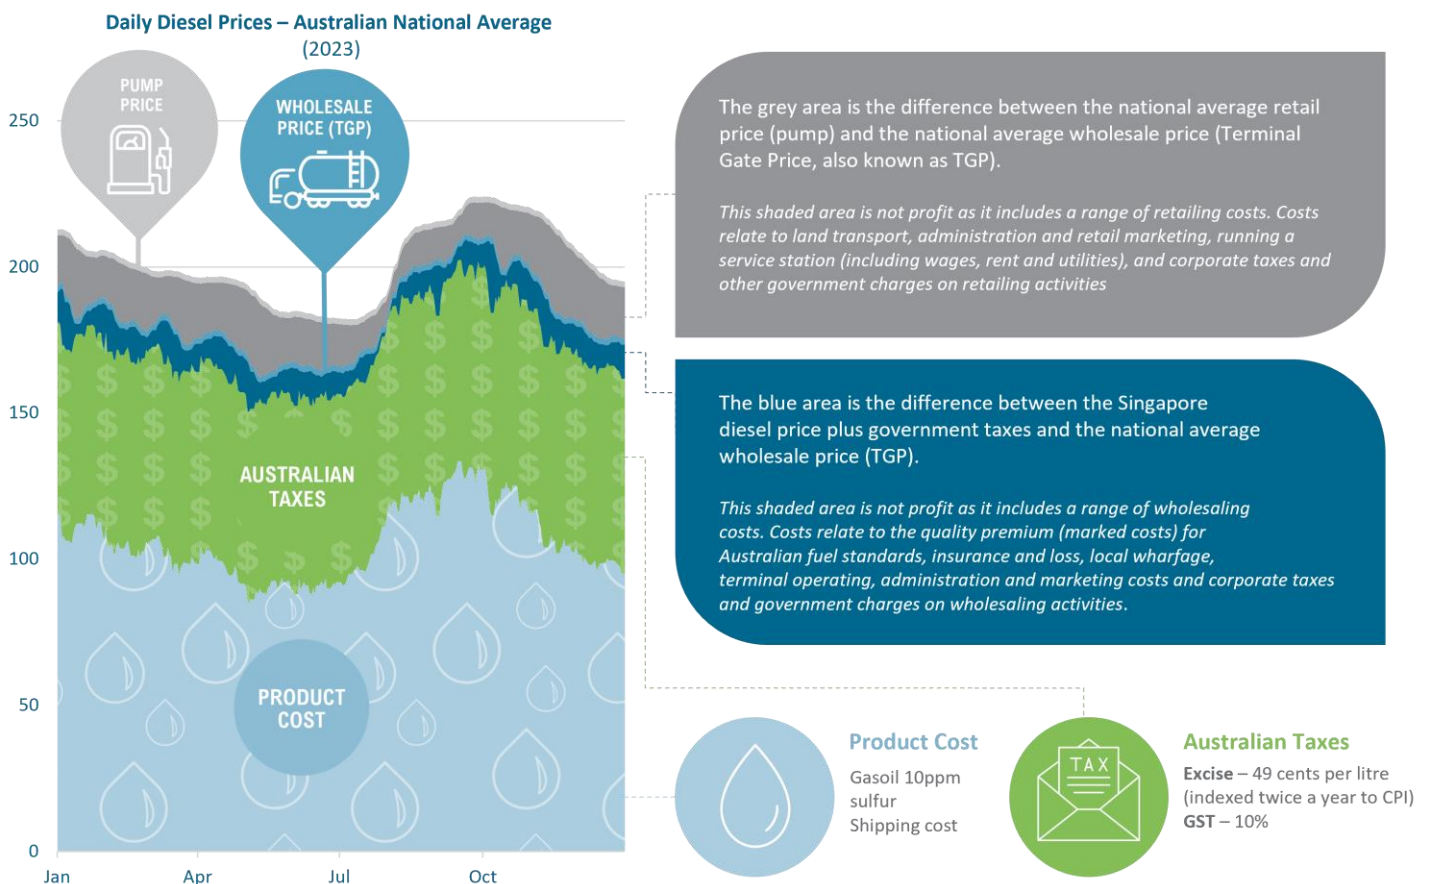 Daily Diesel Prices – Australian National Average
(2023)
PUMP
PRICE
WHOLESALE
PRICE (TGP)
250
200
150
100
50
0
Jan
Apr
Jul
Oct
AUSTRALIAN
TAXES
PRODUCT
COST
The grey area is the difference between the national average retail
price (pump) and the national average wholesale price (Terminal
Gate Price, also known as TGP).
This shaded area is not profit as it includes a range of retailing costs. Costs
relate to land transport, administration and retail marketing, running a
service station (including wages, rent and utilities), and corporate taxes and
other government charges on retailing activities
The blue area is the difference between the Singapore
diesel price plus government taxes and the national average
wholesale price (TGP).
This shaded area is not profit as it includes a range of wholesaling
costs. Costs relate to the quality premium (marked costs) for
Australian fuel standards, insurance and loss, local wharfage,
terminal operating, administration and marketing costs and corporate taxes
and government charges on wholesaling activities.
Product Cost
Gasoil 10ppm
sulfur
Shipping cost
TAX
Australian Taxes
Excise – 49 cents per litre
(indexed twice a year to CPI)
GST – 10%